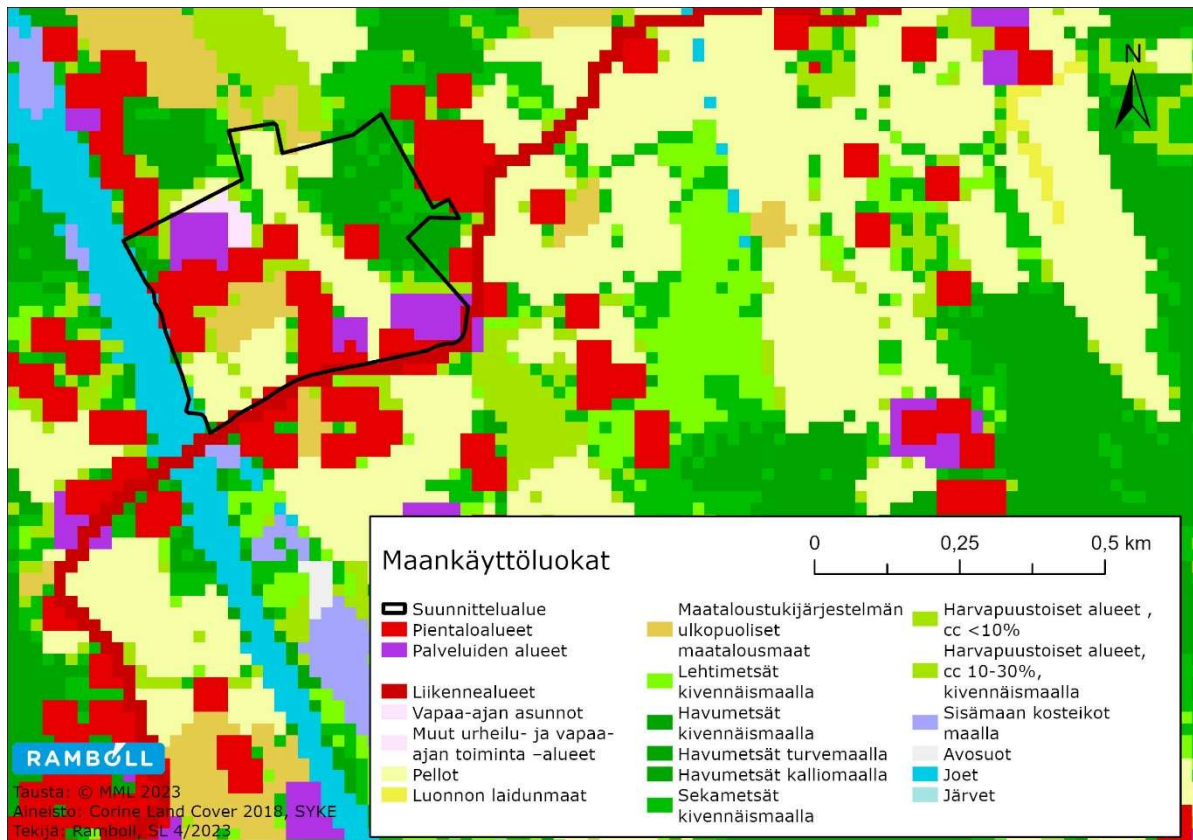 N
Maankäyttöluokat
0 0,25 0,5 km
Suunnittelualue
Pientaloalueet
Palveluiden alueet
Liikennealueet
Vapaa-ajan asunnot
Muut urheilu- ja vapaa-
ajan toiminta –alueet
Pellot
Luonnon laidunmaat
Maataloustukijärjestelmän
ulkopuoliset
maatalousmaat
Lehtimetsät
kivennäismaalla
Havumetsät
kivennäismaalla
Havumetsät turvemaalla
Havumetsät kalliomaalla
Sekametsät
kivennäismaalla
Harvapuustoiset alueet ,
cc <10%
Harvapuustoiset alueet,
cc 10-30%,
kivennäismaalla
Sisämaan kosteikot
maalla
Avosuot
Joet
Järvet
RAMBOLL
Tausta: © MML 2023
Aineisto: Corine Land Cover 2018, SYKE
Tekijä: Ramboll, SL 4/2023